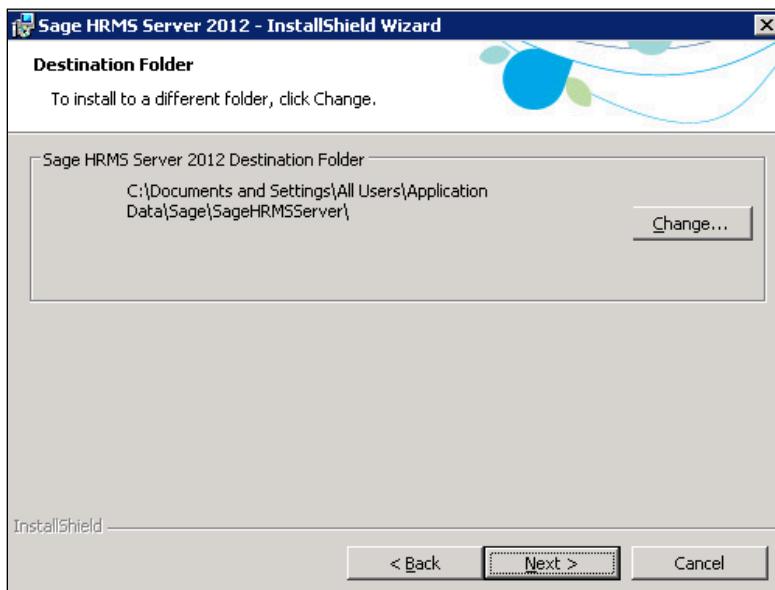 Sage HRMS Server 2012 - InstallShield Wizard
Destination Folder
To install to a different folder, click Change.
Sage HRMS Server 2012 Destination Folder
C:\Documents and Settings\All Users\Application
Data\Sage\SageHRMSServer\
Change...
InstallShield
< Back
Next >
Cancel